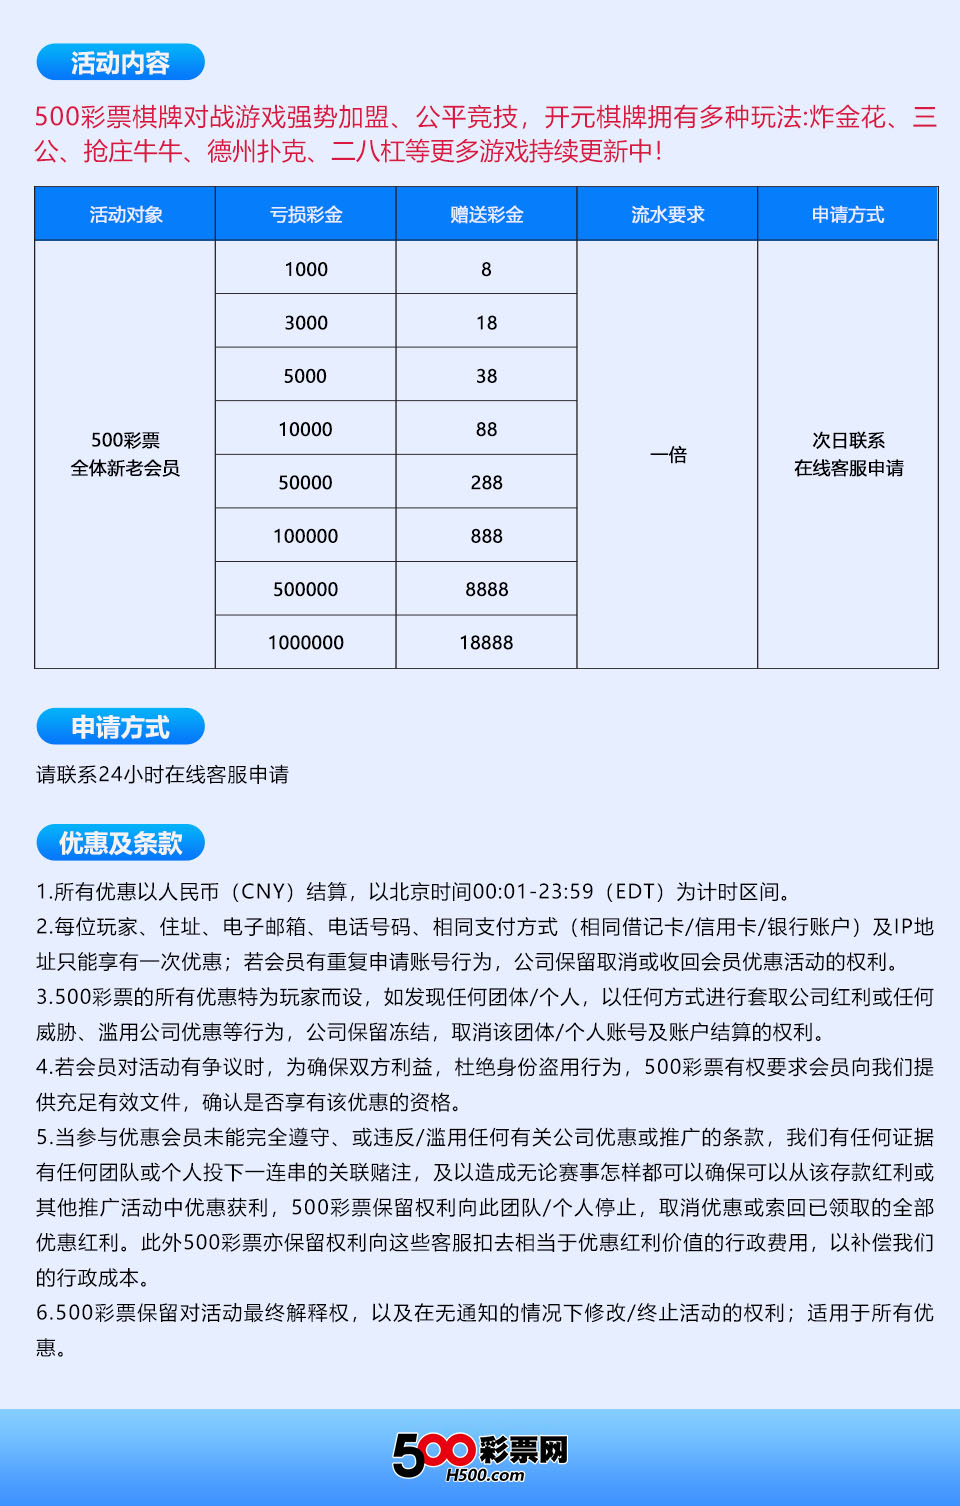 活动内容
500彩票棋牌对战游戏强势加盟、公平竞技，开元棋牌拥有多种玩法:炸金花、三
公、抢庄牛牛、德州扑克、二八杠等更多游戏持续更新中!
活动对象 亏损彩金 赠送彩金 流水要求 申请方式
1000 8
3000 18
5000 38
10000 88
500彩票
全体新老会员
一倍
次日联系
在线客服申请
50000 288
100000 888
500000 8888
1000000 18888
申请方式
请联系24小时在线客服申请
优惠及条款
1.所有优惠以人民币（CNY）结算，以北京时间00:01-23:59（EDT）为计时区间。
2.每位玩家、住址、电子邮箱、电话号码、相同支付方式（相同借记卡/信用卡/银行账户）及IP地
址只能享有一次优惠；若会员有重复申请账号行为，公司保留取消或收回会员优惠活动的权利。
3.500彩票的所有优惠特为玩家而设，如发现任何团体/个人，以任何方式进行套取公司红利或任何
威胁、滥用公司优惠等行为，公司保留冻结，取消该团体/个人账号及账户结算的权利。
4.若会员对活动有争议时，为确保双方利益，杜绝身份盗用行为，500彩票有权要求会员向我们提
供充足有效文件，确认是否享有该优惠的资格。
5.当参与优惠会员未能完全遵守、或违反/滥用任何有关公司优惠或推广的条款，我们有任何证据
有任何团队或个人投下一连串的关联赌注，及以造成无论赛事怎样都可以确保可以从该存款红利或
其他推广活动中优惠获利，500彩票保留权利向此团队/个人停止，取消优惠或索回已领取的全部
优惠红利。此外500彩票亦保留权利向这些客服扣去相当于优惠红利价值的行政费用，以补偿我们
的行政成本。
6.500彩票保留对活动最终解释权，以及在无通知的情况下修改/终止活动的权利；适用于所有优
惠。
500彩票网
H500.com